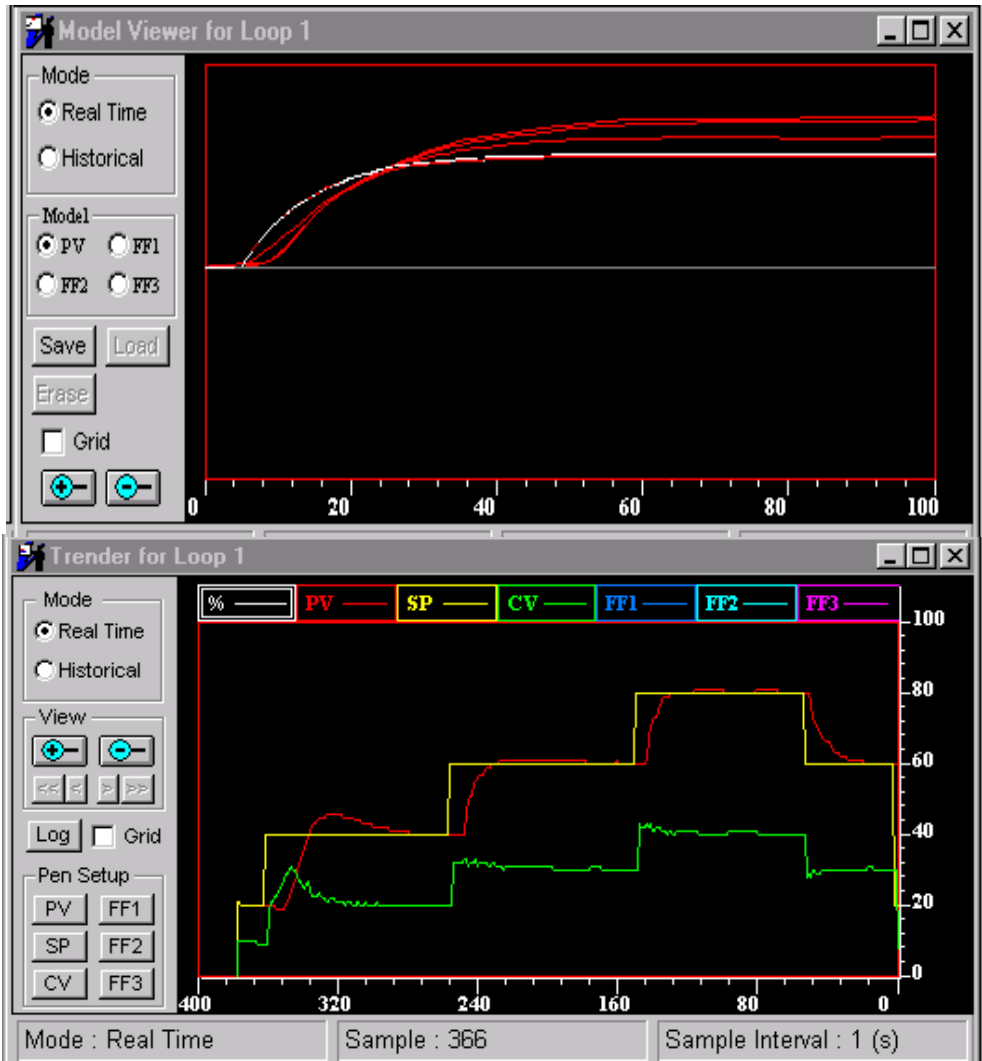 Model Viewer for Loop 1
Mode
Real Time
Historical
Model
PV FF1
FF2 FF3
Save Load
Erase
Grid
0 20 40 60 80 100
Trender for Loop 1
Mode
Real Time
Historical
View
<< < > >>
Log Grid
Pen Setup
PV FF1
SP FF2
CV FF3
% PV SP CV FF1 FF2 FF3
100
80
60
40
20
0
400 320 240 160 80 0
Mode : Real Time Sample : 366 Sample Interval : 1 (s)